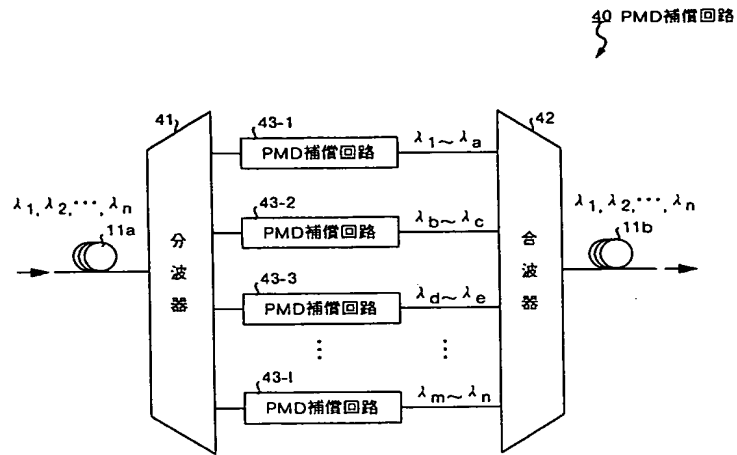 40 PMD補償回路
41
42
43-1
PMD補償回路
λ1~λa
43-2
PMD補償回路
λb~λc
λ1,λ2,···,λn
11a
分波器
合波器
λ1,λ2,···,λn
11b
43-3
PMD補償回路
λd~λe
43-l
PMD補償回路
λm~λn